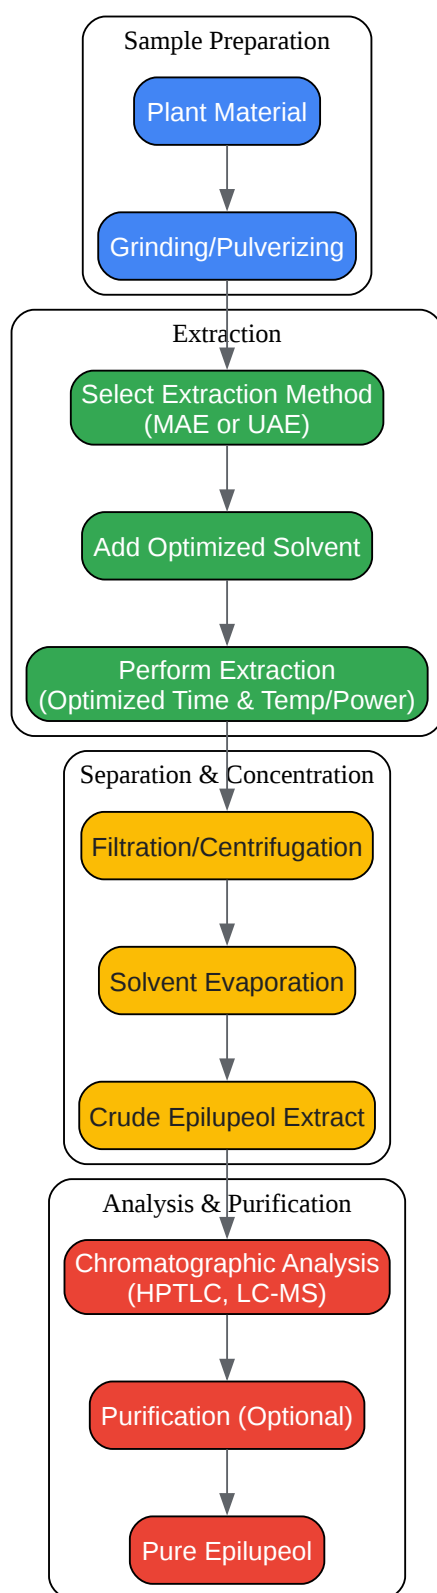 Sample Preparation
Plant Material
Grinding/Pulverizing
Extraction
Select Extraction Method
(MAE or UAE)
Add Optimized Solvent
Perform Extraction
(Optimized Time & Temp/Power)
Separation & Concentration
Filtration/Centrifugation
Solvent Evaporation
Crude Epilupeol Extract
Analysis & Purification
Chromatographic Analysis
(HPTLC, LC-MS)
Purification (Optional)
Pure Epilupeol